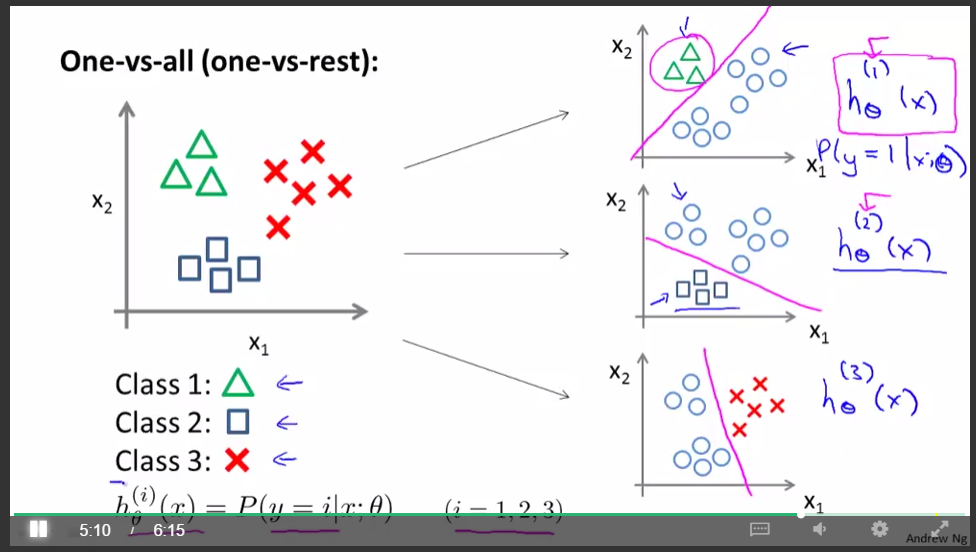 One-vs-all (one-vs-rest):
x₂
x₁
Class 1:
Class 2:
Class 3:
h_θ^(i)(x) = P(y = i|x; θ) (i = 1, 2, 3)
x₂
x₁
h_θ^(1)(x)
P(y = 1|x; θ)
x₂
x₁
h_θ^(2)(x)
x₂
x₁
h_θ^(3)(x)
5:10 / 6:15
Andrew Ng